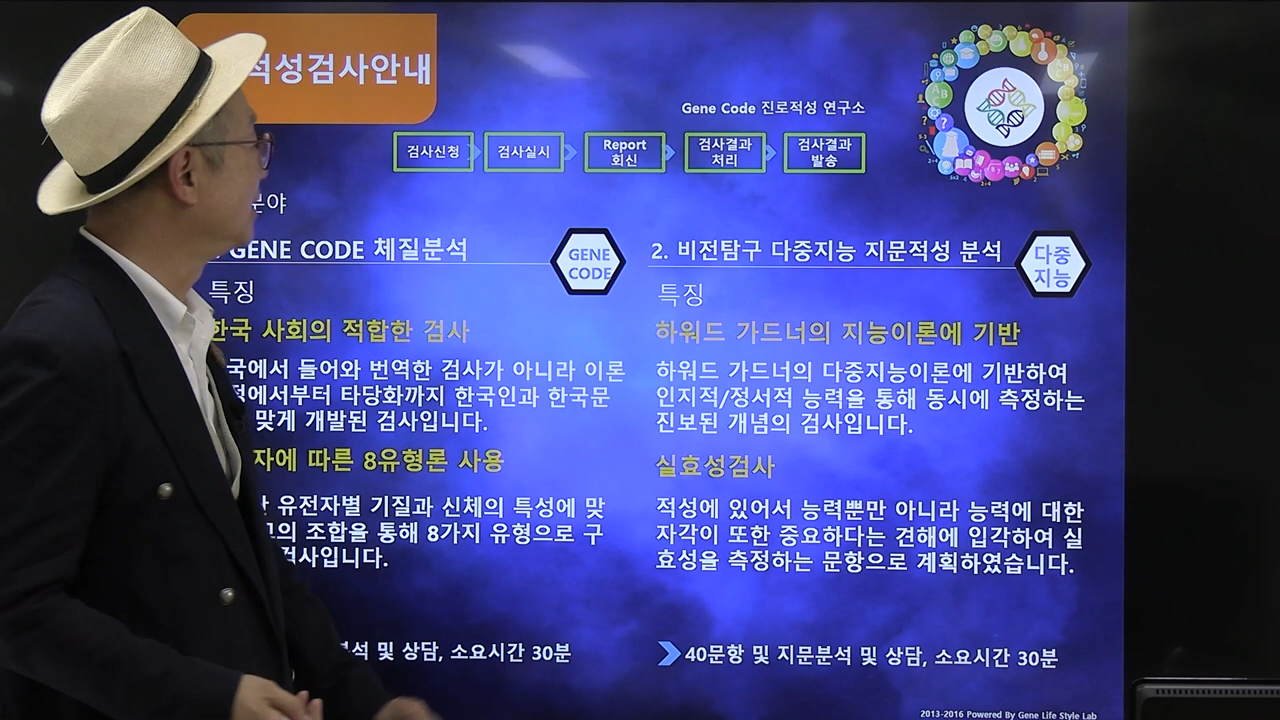 적성검사안내
Gene Code 진로적성 연구소
검사신청
검사실시
Report
회신
검사결과
처리
검사결과
발송
분야
GENE CODE 체질분석
GENE
CODE
특징
한국 사회의 적합한 검사
국에서 들어와 번역한 검사가 아니라 이론
에서부터 타당화까지 한국인과 한국문
맞게 개발된 검사입니다.
자에 따른 8유형론 사용
유전자별 기질과 신체의 특성에 맞
의 조합을 통해 8가지 유형으로 구
검사입니다.
분석 및 상담, 소요시간 30분
2. 비전탐구 다중지능 지문적성 분석
다중
지능
특징
하워드 가드너의 지능이론에 기반
하워드 가드너의 다중지능이론에 기반하여
인지적/정서적 능력을 통해 동시에 측정하는
진보된 개념의 검사입니다.
실효성검사
적성에 있어서 능력뿐만 아니라 능력에 대한
자각이 또한 중요하다는 견해에 입각하여 실
효성을 측정하는 문항으로 계획하였습니다.
40문항 및 지문분석 및 상담, 소요시간 30분
2013-2016 Powered By Gene Life Style Lab